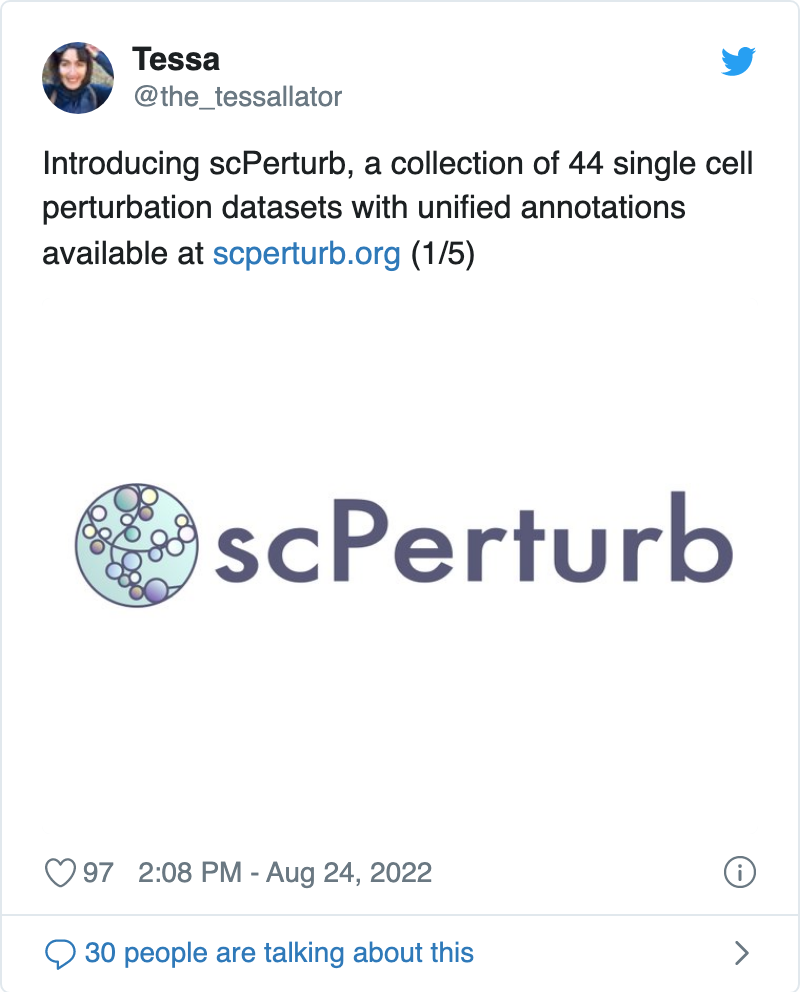 Tessa
@the_tessallator
Introducing scPerturb, a collection of 44 single cell
perturbation datasets with unified annotations
available at scperturb.org (1/5)
scPerturb
97 2:08 PM - Aug 24, 2022
30 people are talking about this